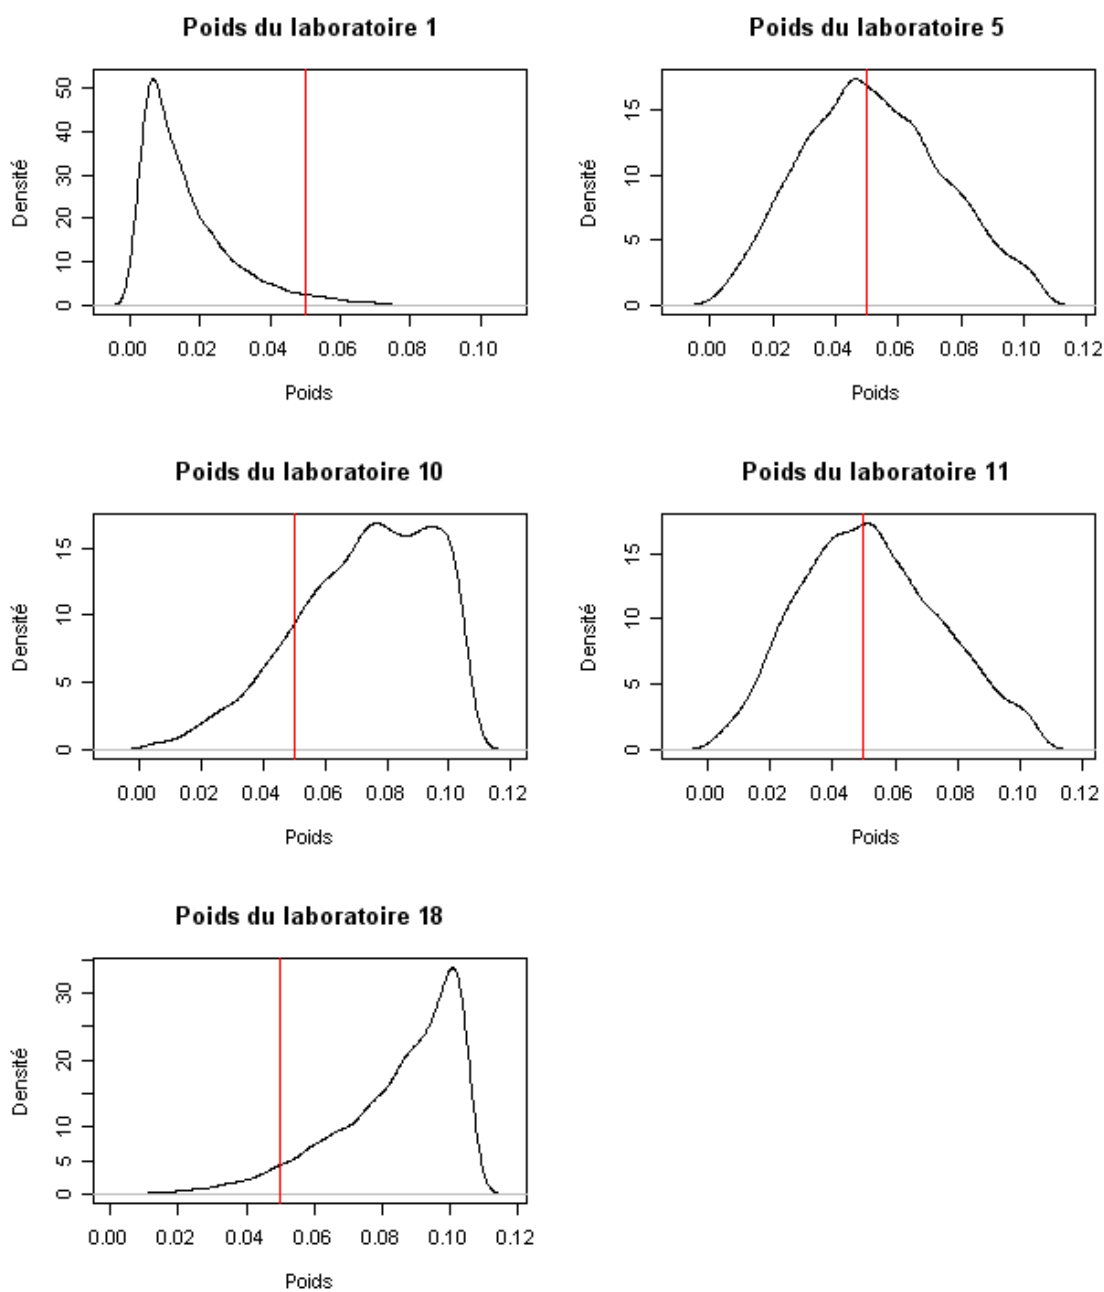 Poids du laboratoire 1
Densité
50
40
30
20
10
0
0.00 0.02 0.04 0.06 0.08 0.10
Poids
Poids du laboratoire 5
Densité
15
10
5
0
0.00 0.02 0.04 0.06 0.08 0.10 0.12
Poids
Poids du laboratoire 10
Densité
15
10
5
0
0.00 0.02 0.04 0.06 0.08 0.10 0.12
Poids
Poids du laboratoire 11
Densité
15
10
5
0
0.00 0.02 0.04 0.06 0.08 0.10 0.12
Poids
Poids du laboratoire 18
Densité
30
20
10
5
0
0.00 0.02 0.04 0.06 0.08 0.10 0.12
Poids